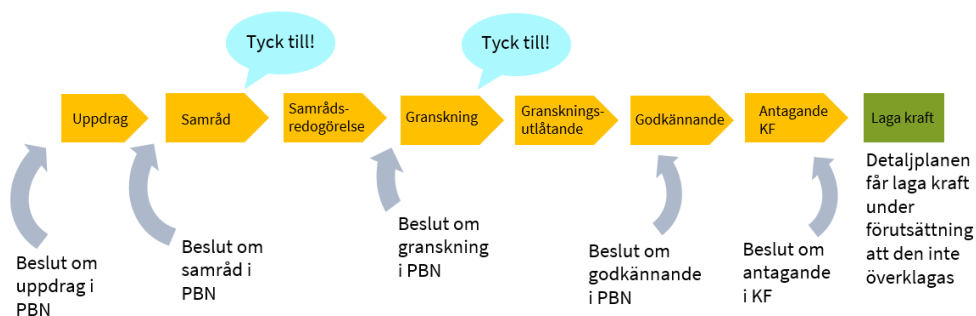 Tyck till!
Tyck till!
Uppdrag
Samråd
Samråds-
redogörelse
Granskning
Gransknings-
utlåtande
Godkännande
Antagande
KF
Laga kraft
Beslut om
uppdrag i
PBN
Beslut om
samråd i
PBN
Beslut om
granskning
i PBN
Beslut om
godkännande
i PBN
Beslut om
antagande
i KF
Detaljplanen
får laga kraft
under
förutsättning
att den inte
överklagas